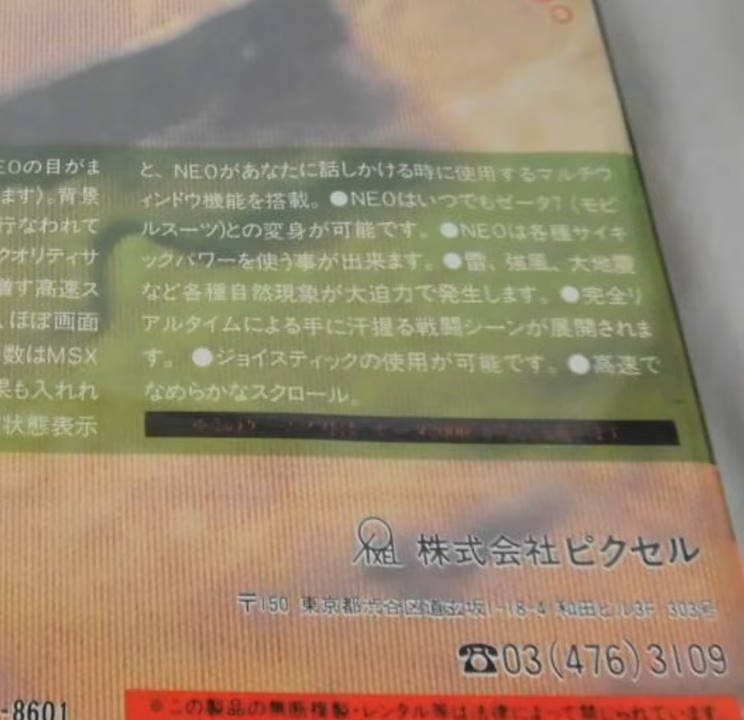 EOの目がま
ます)。背景
行なわれて
クオリティサ
増す高速ス
、ほぼ画面
数はMSX
果も入れれ
状態表示
と、NEOがあなたに話しかける時に使用するマルチウ
ィンドウ機能を搭載。●NEOはいつでもゼータ7(モビ
ルスーツ)との変身が可能です。●NEOは各種サイキ
ックパワーを使う事が出来ます。●雷、強風、大地震
など各種自然現象が大迫力で発生します。●完全リ
アルタイムによる手に汗握る戦闘シーンが展開されま
す。●ジョイスティックの使用が可能です。●高速で
なめらかなスクロール。
株式会社ピクセル
〒150 東京都渋谷区道玄坂1-18-4 和田ビル3F 303号
☎03(476)3109
-8601
※この製品の無断複製・レンタル等は法律によって禁じられています